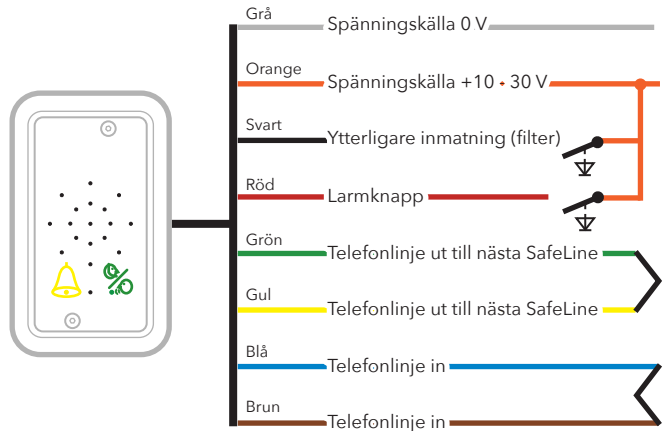 Grå
Spänningskälla 0 V
Orange
Spänningskälla +10 - 30 V
Svart
Ytterligare inmatning (filter)
Röd
Larmknapp
Grön
Telefonlinje ut till nästa SafeLine
Gul
Telefonlinje ut till nästa SafeLine
Blå
Telefonlinje in
Brun
Telefonlinje in